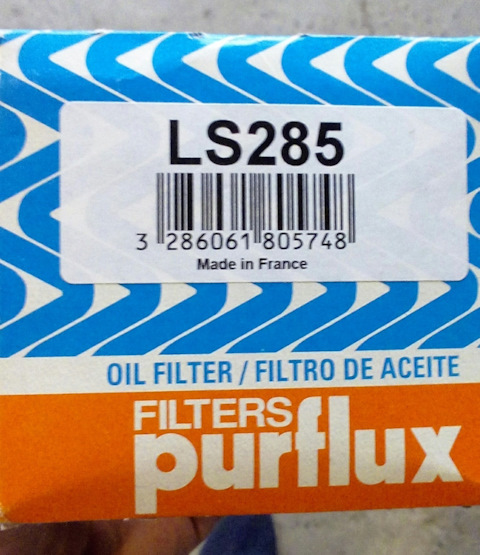 LS285
3 286061 805748
Made in France
OIL FILTER / FILTRO DE ACEITE
FILTERS
purflux